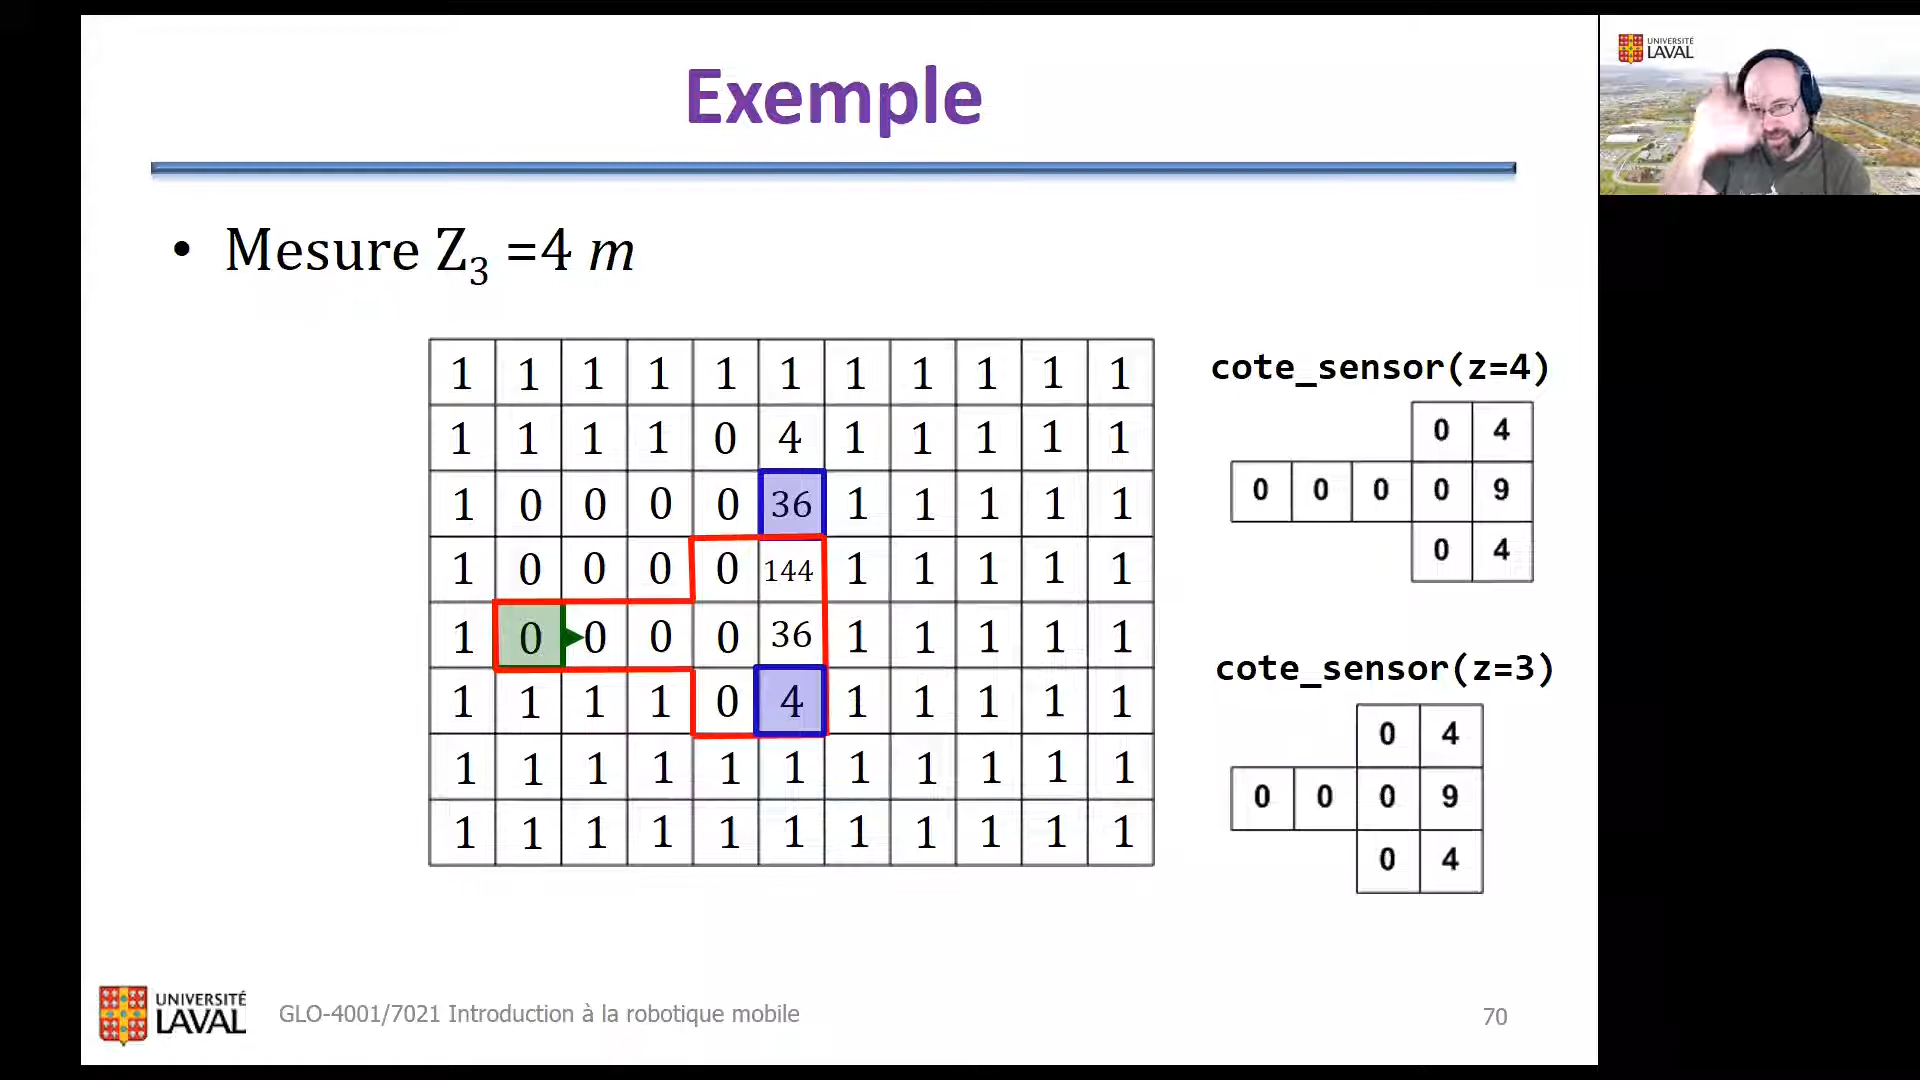 Exemple
UNIVERSITÉ
LAVAL
• Mesure Z3 =4 m
1 1 1 1 1 1 1 1 1 1 1
1 1 1 1 0 4 1 1 1 1 1
1 0 0 0 0 36 1 1 1 1 1
1 0 0 0 0 144 1 1 1 1 1
1 0 0 0 0 36 1 1 1 1 1
1 1 1 1 0 4 1 1 1 1 1
1 1 1 1 1 1 1 1 1 1 1
1 1 1 1 1 1 1 1 1 1 1
cote_sensor(z=4)
0 4
0 0 0 0 9
0 4
cote_sensor(z=3)
0 4
0 0 0 9
0 4
UNIVERSITÉ
LAVAL
GLO-4001/7021 Introduction à la robotique mobile
70